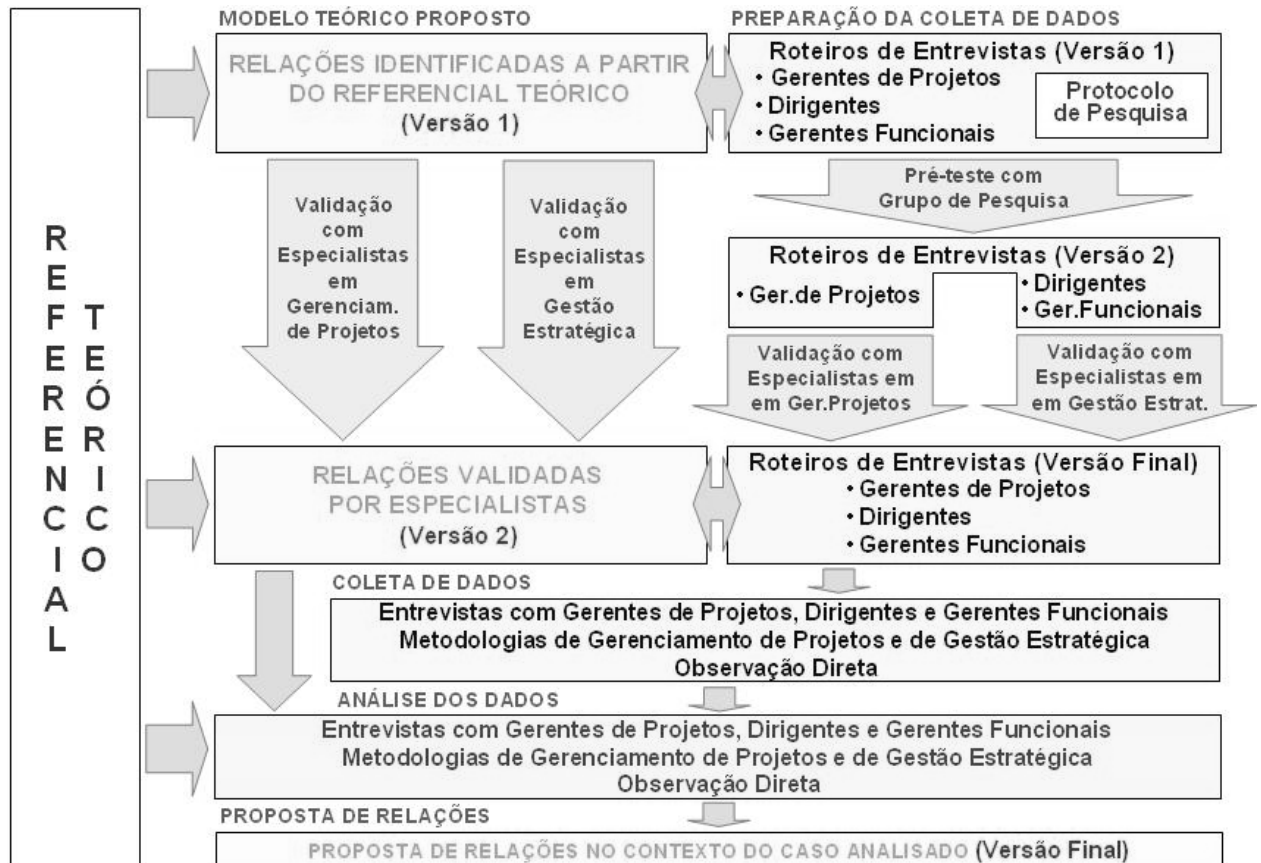 REFERENCIAL
TEÓRICO
MODELO TEÓRICO PROPOSTO
RELAÇÕES IDENTIFICADAS A PARTIR
DO REFERENCIAL TEÓRICO
(Versão 1)
PREPARAÇÃO DA COLETA DE DADOS
Roteiros de Entrevistas (Versão 1)
• Gerentes de Projetos
• Dirigentes
• Gerentes Funcionais
Protocolo
de Pesquisa
Validação
com
Especialistas
em
Gerenciam.
de Projetos
Validação
com
Especialistas
em
Gestão
Estratégica
Pré-teste com
Grupo de Pesquisa
Roteiros de Entrevistas (Versão 2)
• Ger.de Projetos
• Dirigentes
• Ger.Funcionais
Validação com
Especialistas em
em Ger.Projetos
Validação com
Especialistas em
em Gestão Estrat.
RELAÇÕES VALIDADAS
POR ESPECIALISTAS
(Versão 2)
Roteiros de Entrevistas (Versão Final)
• Gerentes de Projetos
• Dirigentes
• Gerentes Funcionais
COLETA DE DADOS
Entrevistas com Gerentes de Projetos, Dirigentes e Gerentes Funcionais
Metodologias de Gerenciamento de Projetos e de Gestão Estratégica
Observação Direta
ANÁLISE DOS DADOS
Entrevistas com Gerentes de Projetos, Dirigentes e Gerentes Funcionais
Metodologias de Gerenciamento de Projetos e de Gestão Estratégica
Observação Direta
PROPOSTA DE RELAÇÕES
PROPOSTA DE RELAÇÕES NO CONTEXTO DO CASO ANALISADO (Versão Final)